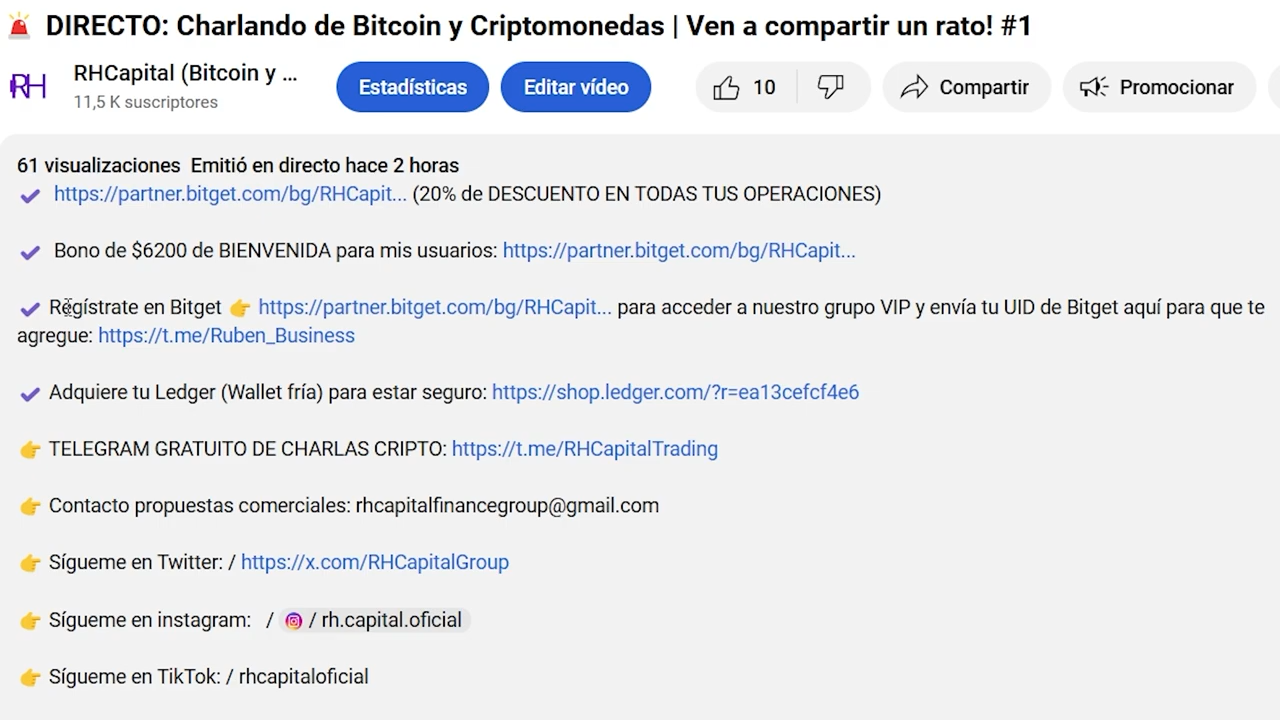 DIRECTO: Charlando de Bitcoin y Criptomonedas | Ven a compartir un rato! #1
RH
RHCapital (Bitcoin y ...
11,5 K suscriptores
Estadísticas
Editar vídeo
10
Compartir
Promocionar
61 visualizaciones Emitió en directo hace 2 horas
https://partner.bitget.com/bg/RHCapit... (20% de DESCUENTO EN TODAS TUS OPERACIONES)
Bono de $6200 de BIENVENIDA para mis usuarios: https://partner.bitget.com/bg/RHCapit...
Regístrate en Bitget 👉 https://partner.bitget.com/bg/RHCapit... para acceder a nuestro grupo VIP y envía tu UID de Bitget aquí para que te
agregue: https://t.me/Ruben_Business
Adquiere tu Ledger (Wallet fría) para estar seguro: https://shop.ledger.com/?r=ea13cefcf4e6
👉 TELEGRAM GRATUITO DE CHARLAS CRIPTO: https://t.me/RHCapitalTrading
👉 Contacto propuestas comerciales: rhcapitalfinancegroup@gmail.com
👉 Sígueme en Twitter: / https://x.com/RHCapitalGroup
👉 Sígueme en instagram: / / rh.capital.oficial
👉 Sígueme en TikTok: / rhcapitaloficial